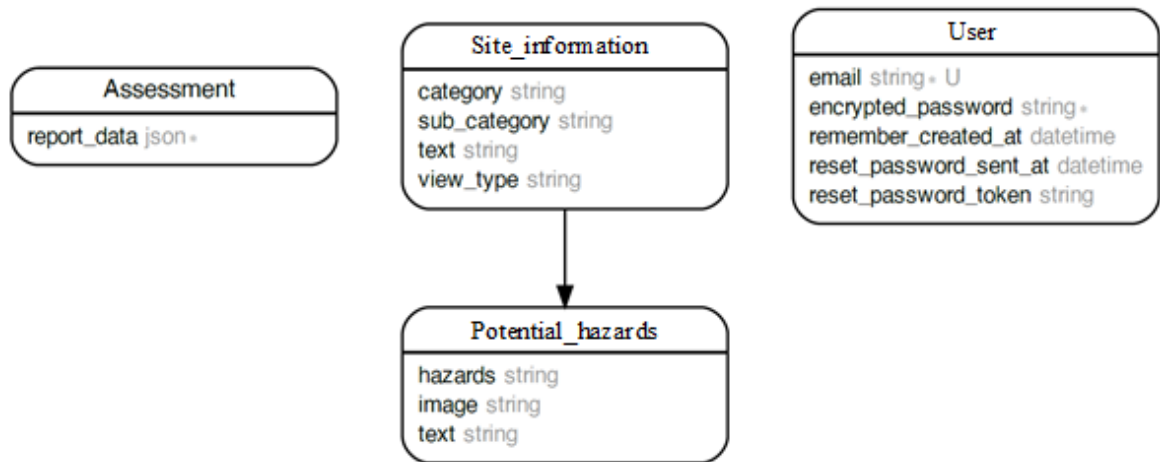 Assessment
report_data json*
Site_information
category string
sub_category string
text string
view_type string
User
email string* U
encrypted_password string*
remember_created_at datetime
reset_password_sent_at datetime
reset_password_token string
Potential_hazards
hazards string
image string
text string